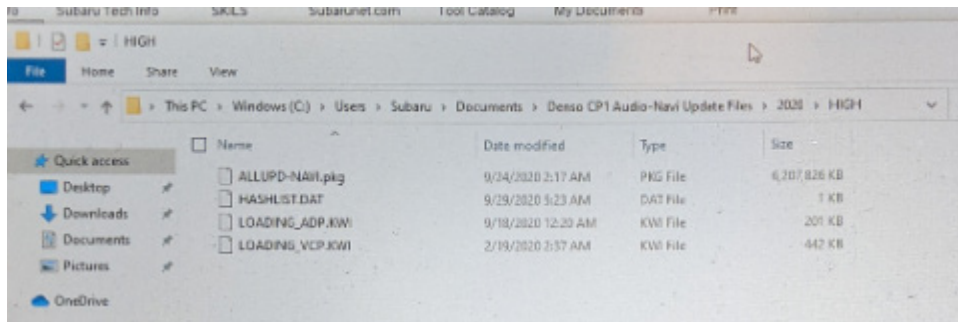 Subaru Tech Info SKILS Subarunet.com Tool Catalog My Documents Print
HIGH
File Home Share View
This PC Windows (C:) Users Subaru Documents Denso CP1 Audio-Navi Update Files 2020 HIGH
Name Date modified Type Size
Quick access
Desktop
Downloads
Documents
Pictures
OneDrive
ALLUPD-NAVI.pkg 9/24/2020 2:17 AM PKG File 6,207,826 KB
HASHLIST.DAT 9/29/2020 5:23 AM DAT File 1 KB
LOADING_ADP.KWI 9/18/2020 12:20 AM KWI File 201 KB
LOADING_VCP.KWI 2/19/2020 2:37 AM KWI File 442 KB